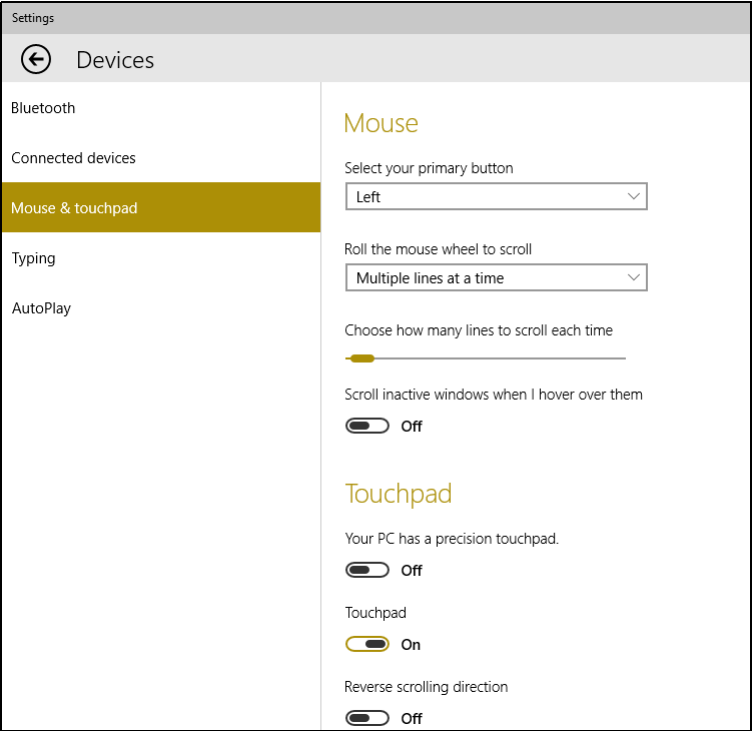 Settings
Devices
Bluetooth
Connected devices
Mouse & touchpad
Typing
AutoPlay
Mouse
Select your primary button
Left
Roll the mouse wheel to scroll
Multiple lines at a time
Choose how many lines to scroll each time
Scroll inactive windows when I hover over them
Off
Touchpad
Your PC has a precision touchpad.
Off
Touchpad
On
Reverse scrolling direction
Off